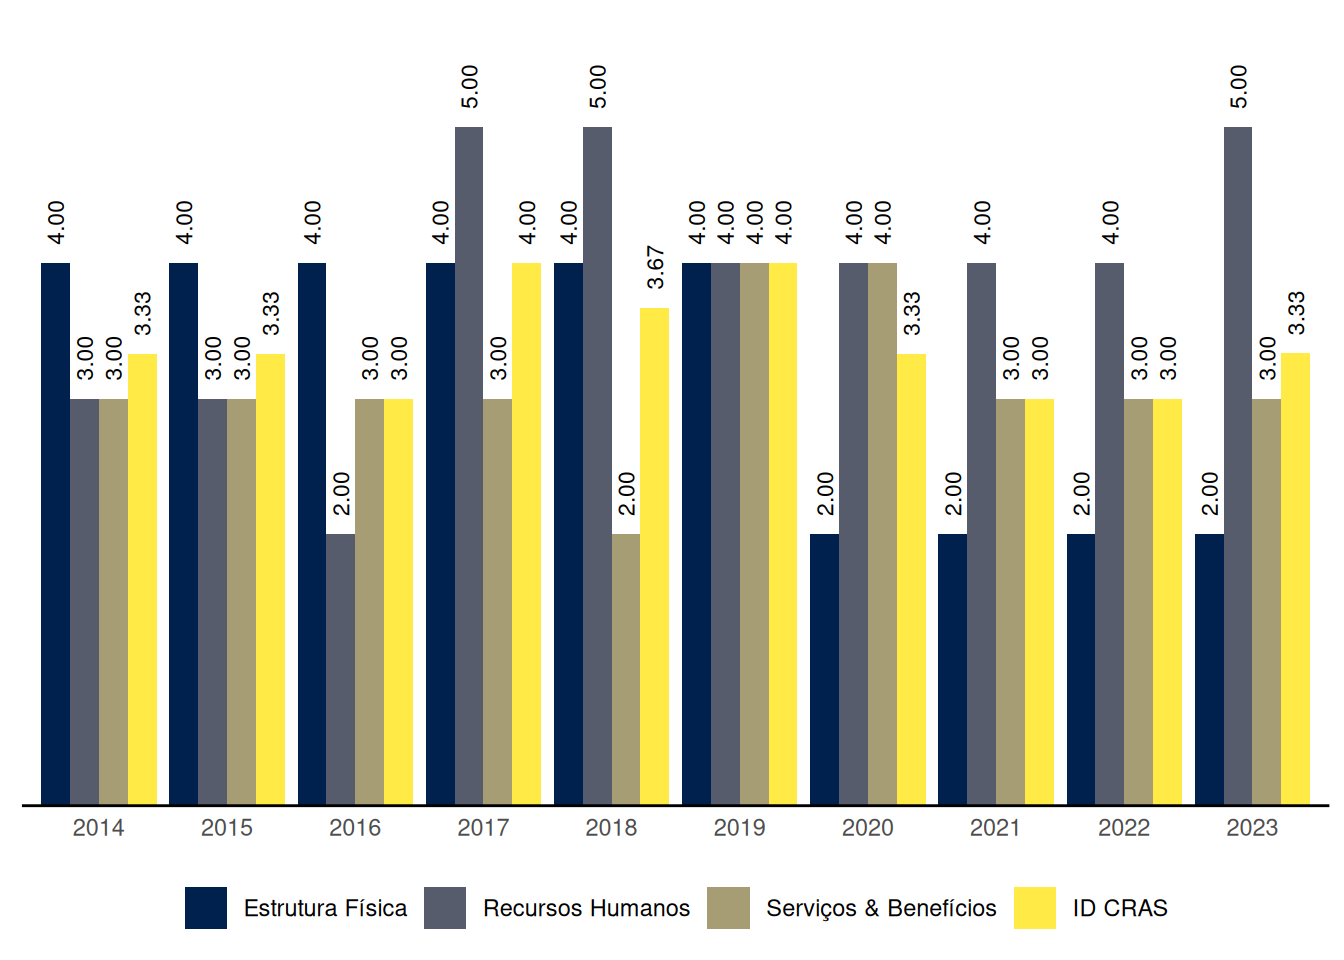 5.00 5.00 5.00
4.00 4.00 4.00 4.00 4.00 4.00 4.00 4.00 4.00 4.00 4.00 4.00 4.00 4.00
3.67
3.33 3.33 3.33 3.33
3.00 3.00 3.00 3.00 3.00 3.00 3.00 3.00 3.00 3.00 3.00 3.00
2.00 2.00 2.00 2.00 2.00 2.00
2014 2015 2016 2017 2018 2019 2020 2021 2022 2023
Estrutura Física Recursos Humanos Serviços & Benefícios ID CRAS